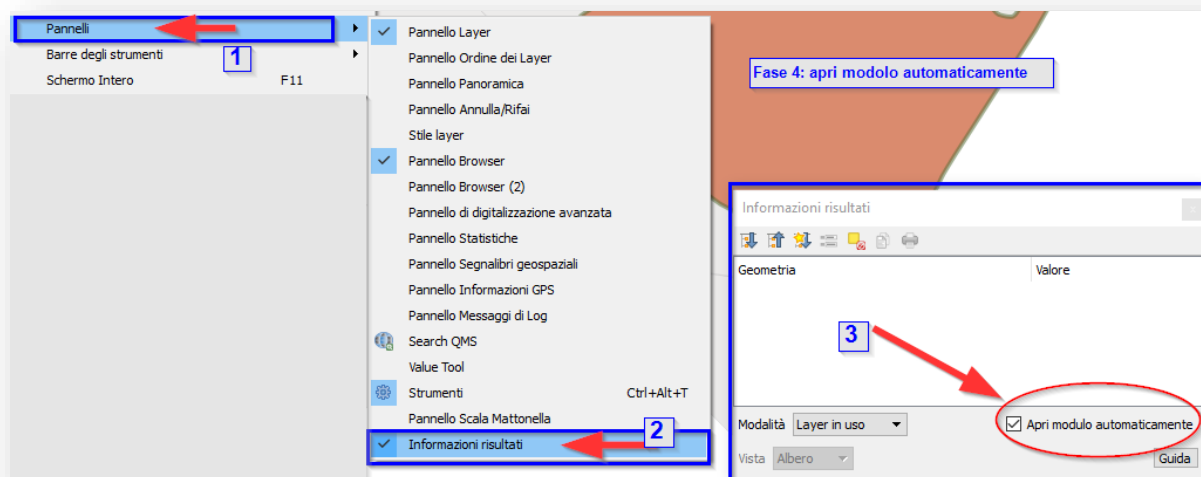 Pannelli
1
Barre degli strumenti
Schermo Intero F11
Pannello Layer
Pannello Ordine dei Layer
Pannello Panoramica
Pannello Annulla/Rifai
Stile layer
Pannello Browser
Pannello Browser (2)
Pannello di digitalizzazione avanzata
Pannello Statistiche
Pannello Segnalibri geospaziali
Pannello Informazioni GPS
Pannello Messaggi di Log
Search QMS
Value Tool
Strumenti Ctrl+Alt+T
Pannello Scala Mattonella
Informazioni risultati
2
Fase 4: apri modolo automaticamente
Informazioni risultati
Geometria Valore
3
Modalità Layer in uso Apri modulo automaticamente
Vista Albero Guida